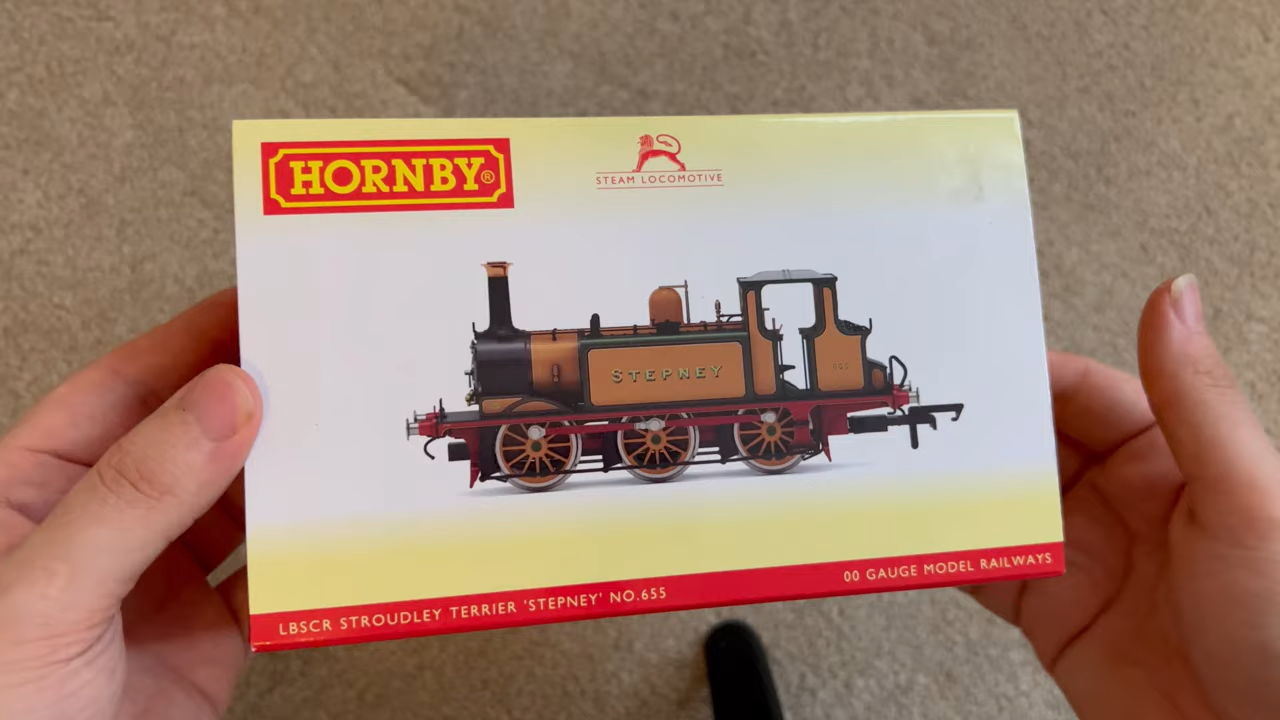 HORNBY®
STEAM LOCOMOTIVE
STEPNEY
LBSCR STROUDLEY TERRIER 'STEPNEY' NO.655
00 GAUGE MODEL RAILWAYS